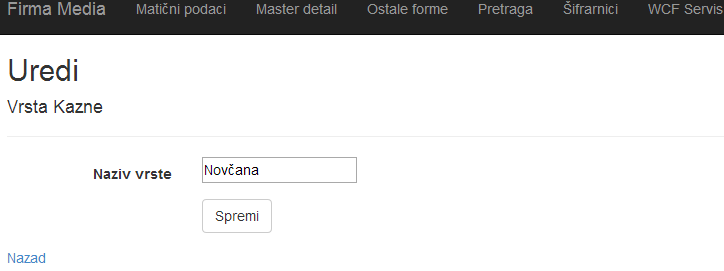 Firma Media Matični podaci Master detail Ostale forme Pretraga Šifrarnici WCF Servis
Uredi
Vrsta Kazne
Naziv vrste Novčana
Spremi
Nazad